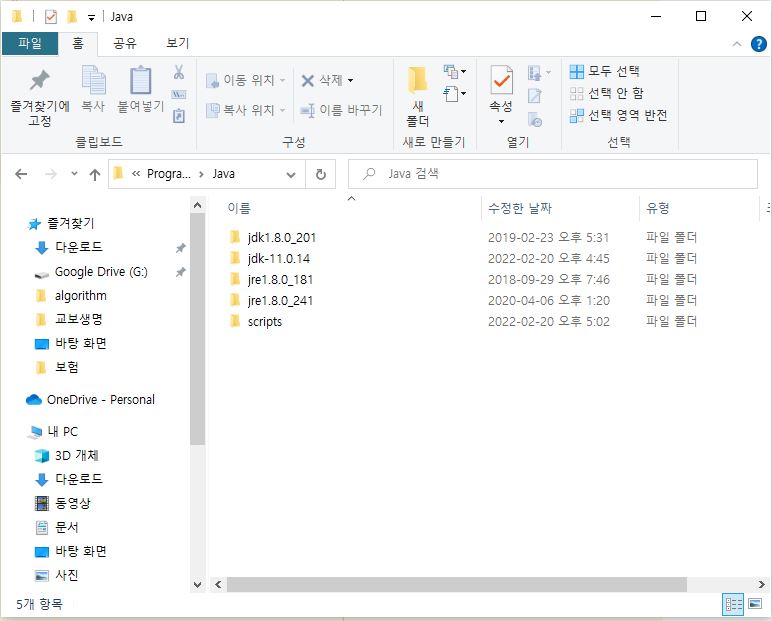 Java
파일 홈 공유 보기
즐겨찾기에 고정
복사
붙여넣기
클립보드
이동 위치
복사 위치
삭제
이름 바꾸기
구성
새 폴더
새로 만들기
속성
열기
모두 선택
선택 안 함
선택 영역 반전
선택
« Progra... › Java
Java 검색
즐겨찾기
다운로드
Google Drive (G:)
algorithm
교보생명
바탕 화면
보험
OneDrive - Personal
내 PC
3D 개체
다운로드
동영상
문서
바탕 화면
사진
이름 수정한 날짜 유형
jdk1.8.0_201 2019-02-23 오후 5:31 파일 폴더
jdk-11.0.14 2022-02-20 오후 4:45 파일 폴더
jre1.8.0_181 2018-09-29 오후 7:46 파일 폴더
jre1.8.0_241 2020-04-06 오후 1:20 파일 폴더
scripts 2022-02-20 오후 5:02 파일 폴더
5개 항목